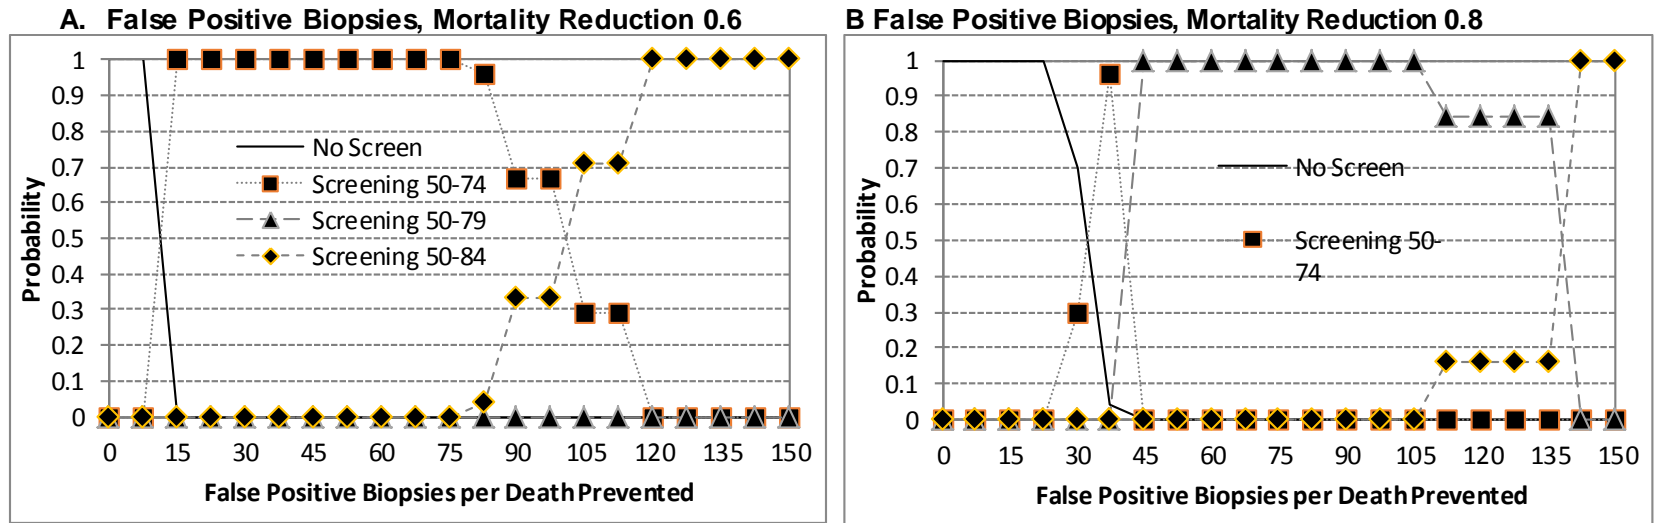 A. False Positive Biopsies, Mortality Reduction 0.6
1
0.9
0.8
0.7
0.6
0.5
0.4
0.3
0.2
0.1
0
Probability
No Screen
Screening 50-74
Screening 50-79
Screening 50-84
0 15 30 45 60 75 90 105 120 135 150
False Positive Biopsies per Death Prevented
B False Positive Biopsies, Mortality Reduction 0.8
1
0.9
0.8
0.7
0.6
0.5
0.4
0.3
0.2
0.1
0
Probability
No Screen
Screening 50-
74
0 15 30 45 60 75 90 105 120 135 150
False Positive Biopsies per Death Prevented